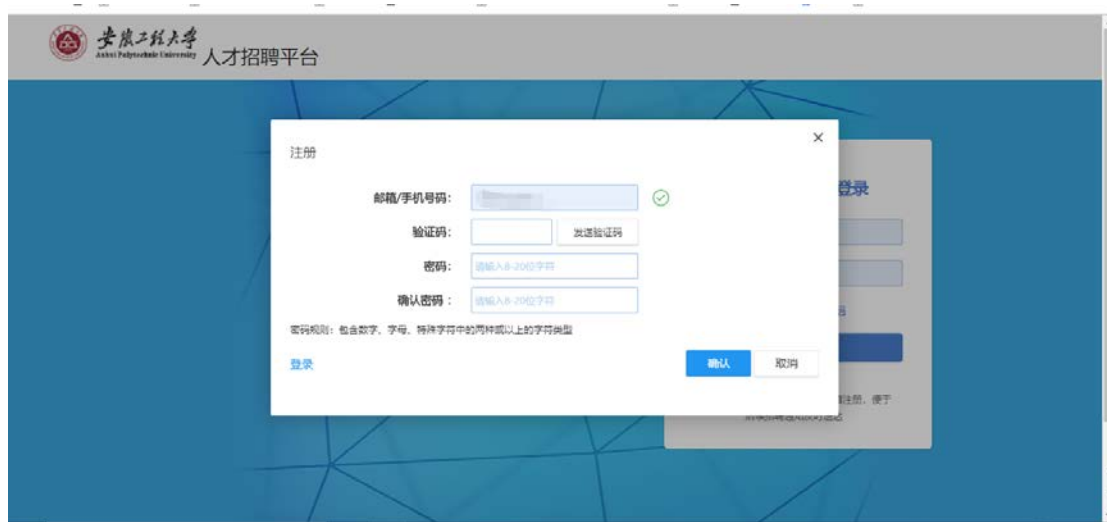 安徽工程大学
Anhui Polytechnic University
人才招聘平台
注册
×
登录
邮箱/手机号码：
验证码：
发送验证码
密码：
请输入8-20位字符
确认密码：
请输入8-20位字符
密码规则：包含数字、字母、特殊字符中的两种或以上的字符类型
登录
确认
取消
注册，便于